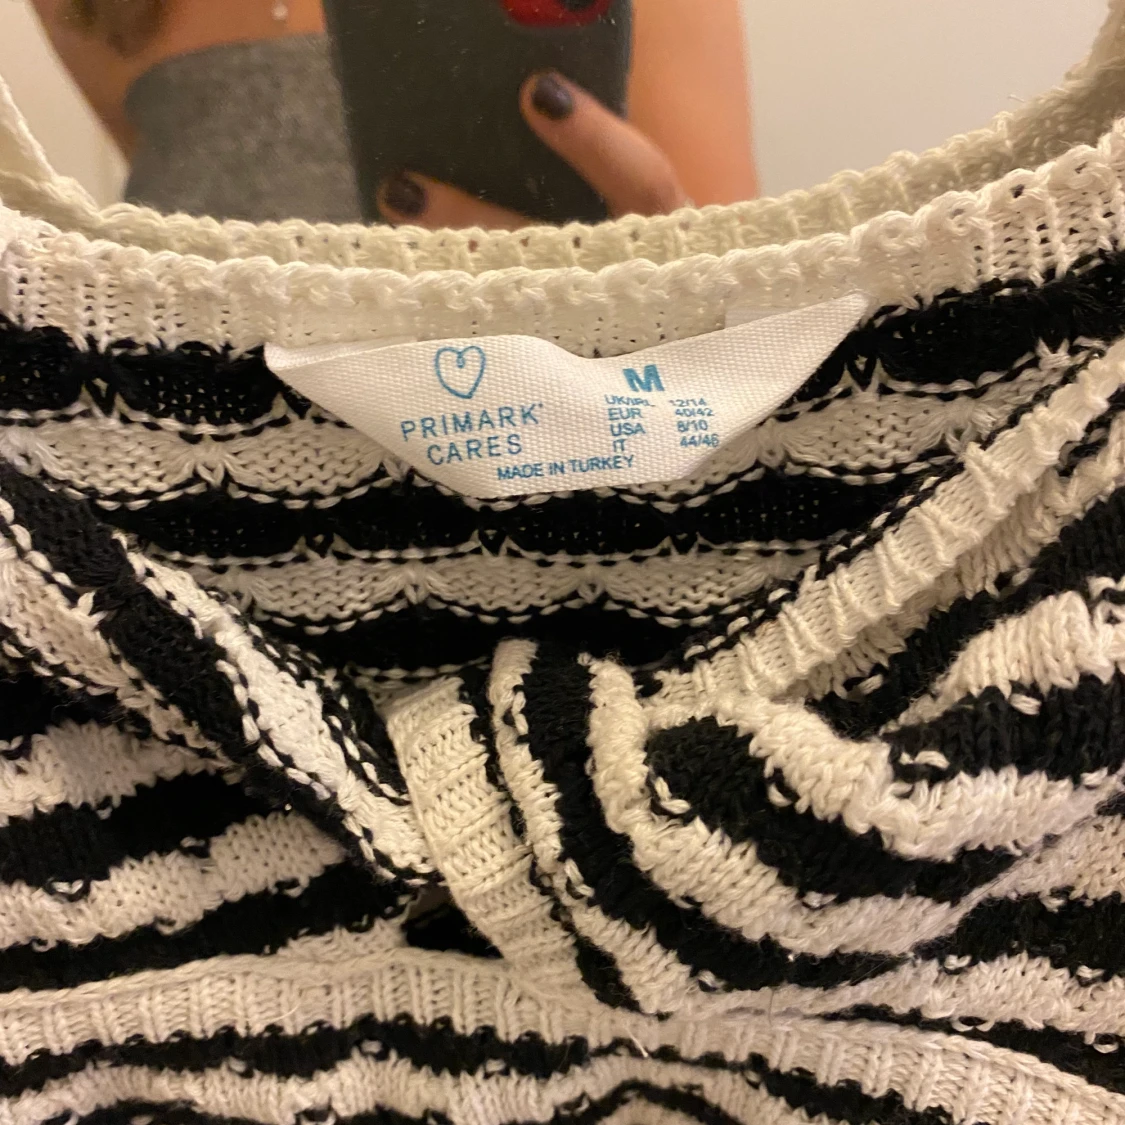 PRIMARK
CARES
M
UK/IRL 12/14
EUR 40/42
USA 8/10
IT 44/46
MADE IN TURKEY